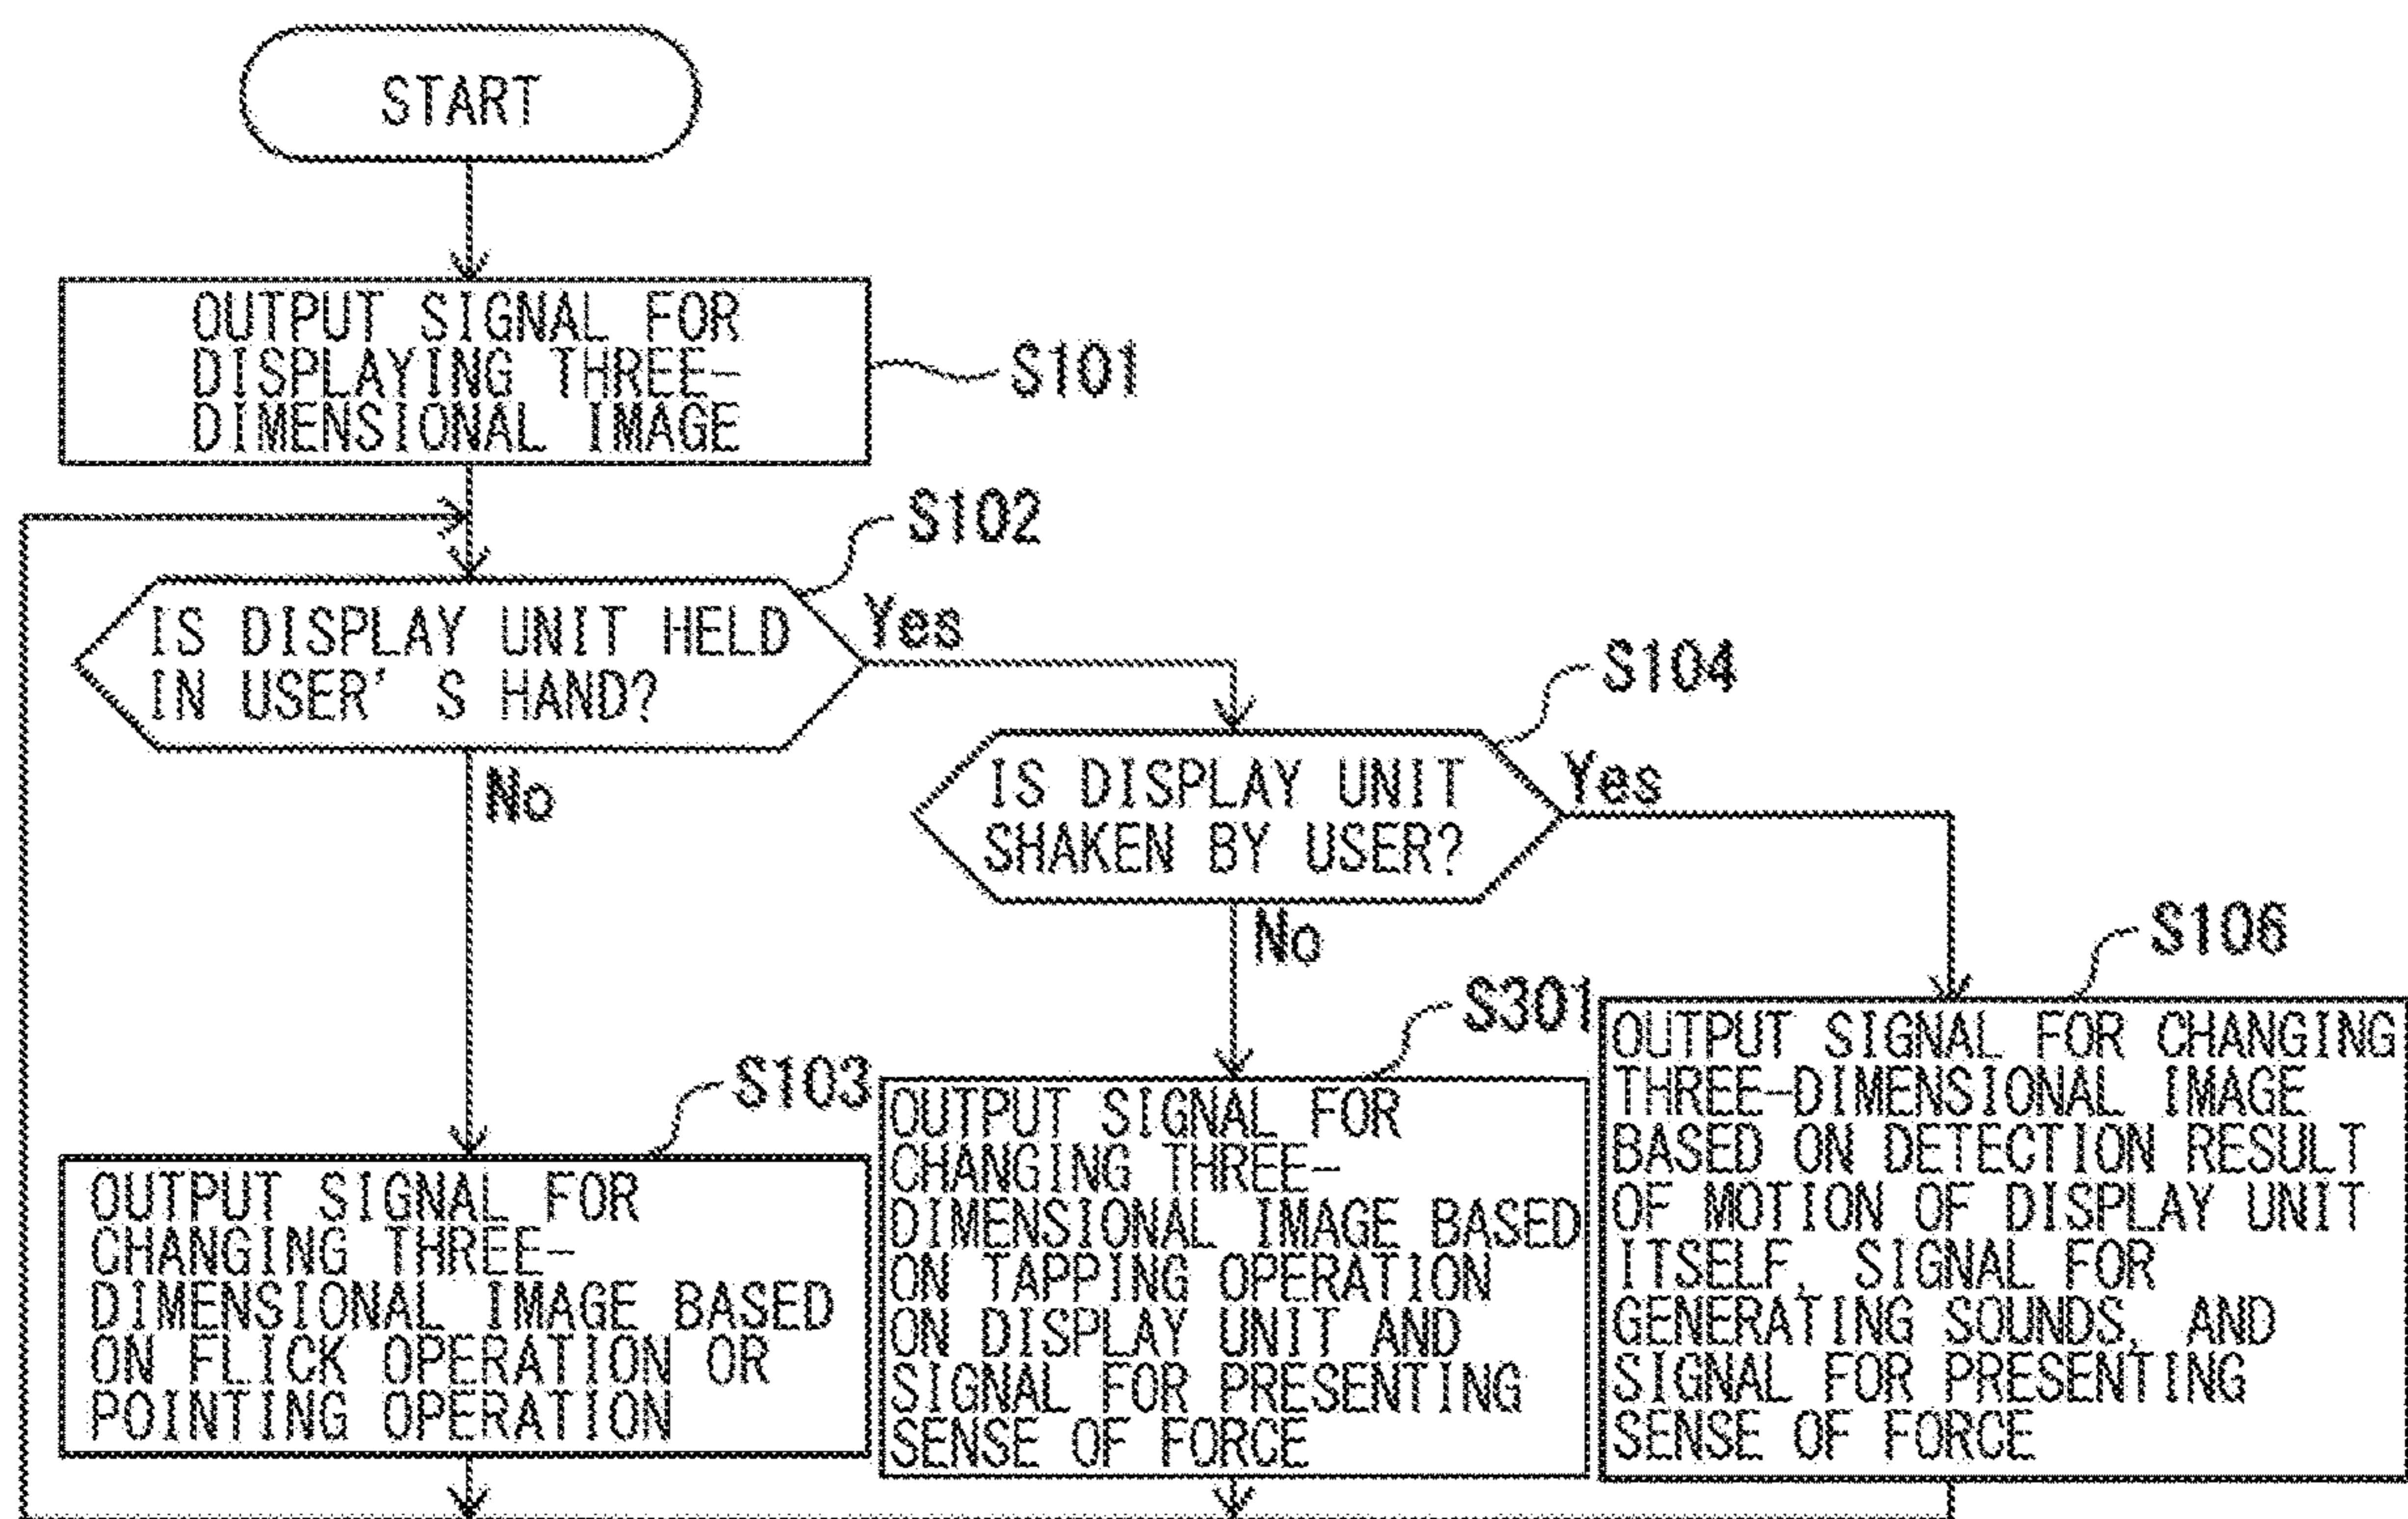 START
OUTPUT SIGNAL FOR
DISPLAYING THREE-
DIMENSIONAL IMAGE
S101
S102
IS DISPLAY UNIT HELD
IN USER' S HAND?
Yes
No
S104
IS DISPLAY UNIT
SHAKEN BY USER?
Yes
No
S103
OUTPUT SIGNAL FOR
CHANGING THREE-
DIMENSIONAL IMAGE BASED
ON FLICK OPERATION OR
POINTING OPERATION
S301
OUTPUT SIGNAL FOR
CHANGING THREE-
DIMENSIONAL IMAGE BASED
ON TAPPING OPERATION
ON DISPLAY UNIT AND
SIGNAL FOR PRESENTING
SENSE OF FORCE
S106
OUTPUT SIGNAL FOR CHANGING
THREE-DIMENSIONAL IMAGE
BASED ON DETECTION RESULT
OF MOTION OF DISPLAY UNIT
ITSELF, SIGNAL FOR
GENERATING SOUNDS, AND
SIGNAL FOR PRESENTING
SENSE OF FORCE